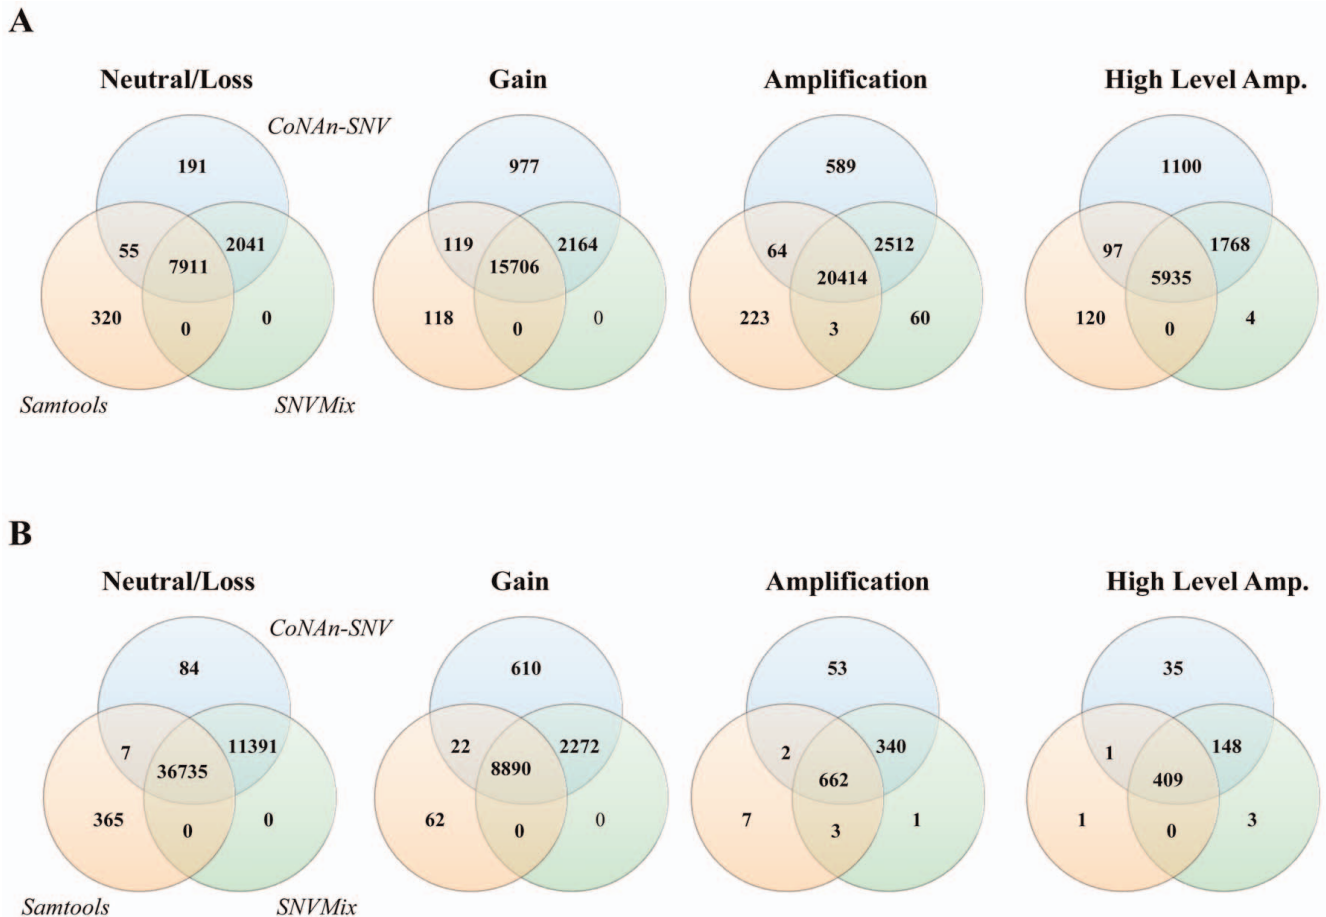 A
Neutral/Loss Gain Amplification High Level Amp.
CoNAn-SNV
191 977 589 1100
55 2041 119 2164 64 2512 97 1768
7911 15706 20414 5935
320 0 0 118 0 0 223 3 60 120 0 4
Samtools SNVMix
B
Neutral/Loss Gain Amplification High Level Amp.
CoNAn-SNV
84 610 53 35
7 11391 22 2272 2 340 1 148
36735 8890 662 409
365 0 0 62 0 0 7 3 1 1 0 3
Samtools SNVMix